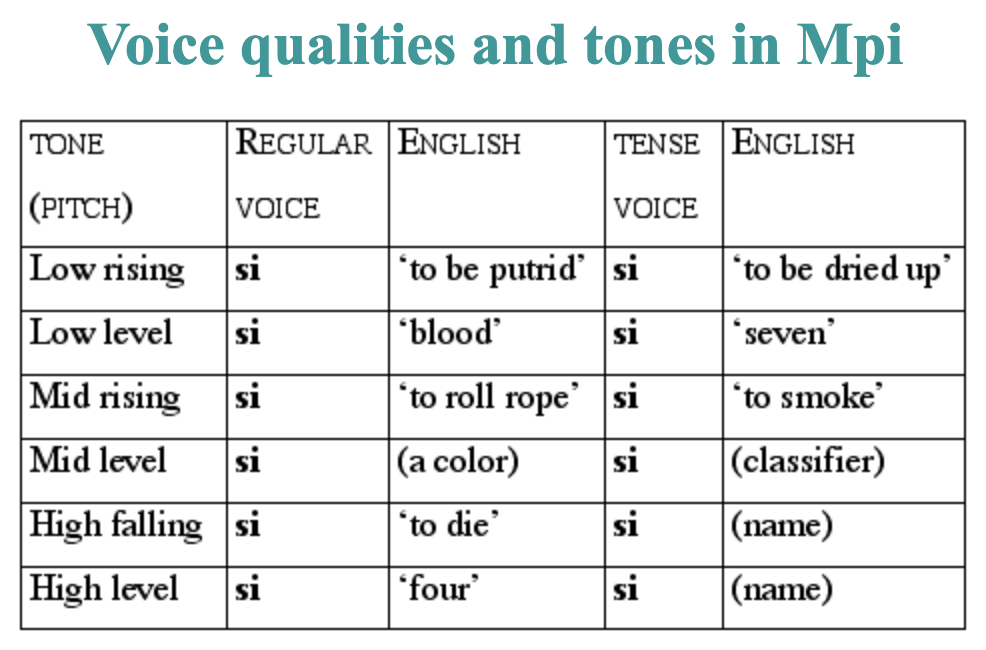 Voice qualities and tones in Mpi
TONE REGULAR ENGLISH TENSE ENGLISH
(PITCH) VOICE VOICE
Low rising si ‘to be putrid’ si ‘to be dried up’
Low level si ‘blood’ si ‘seven’
Mid rising si ‘to roll rope’ si ‘to smoke’
Mid level si (a color) si (classifier)
High falling si ‘to die’ si (name)
High level si ‘four’ si (name)